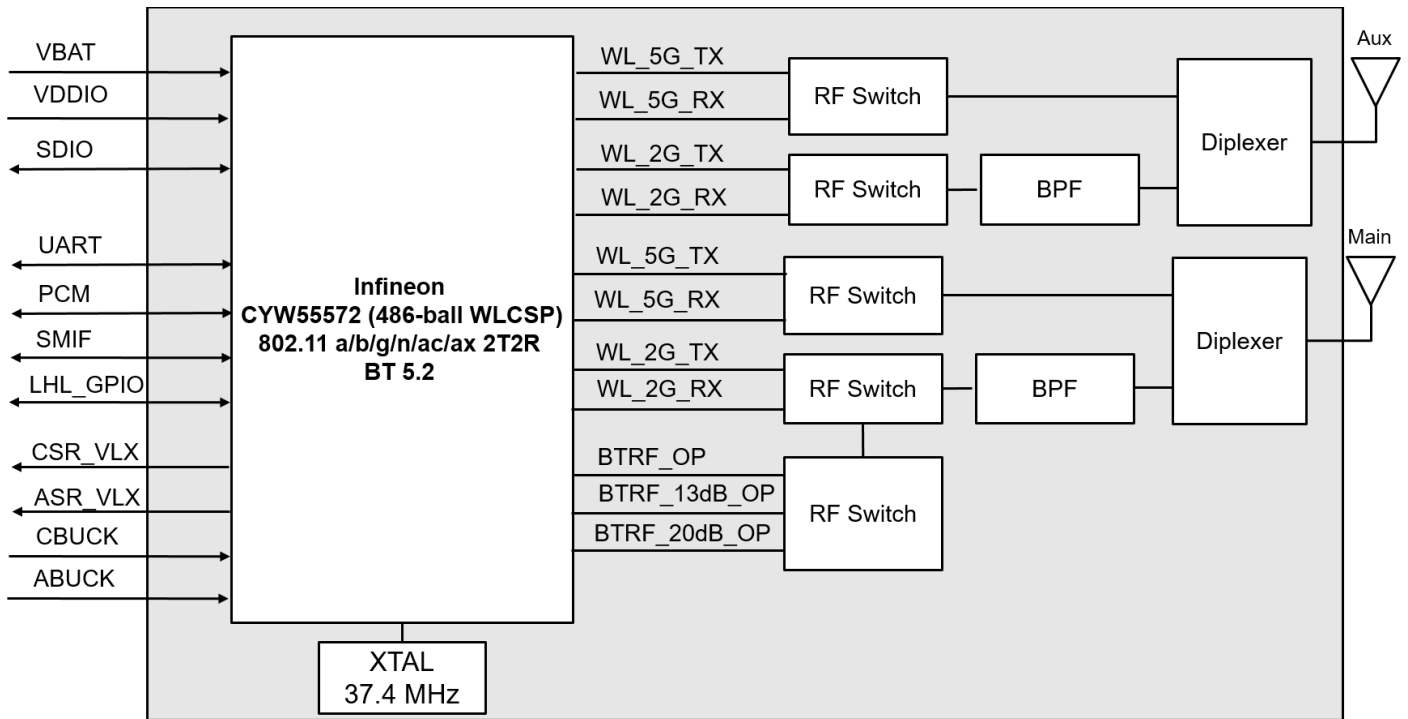 VBAT
VDDIO
SDIO
UART
PCM
SMIF
LHL_GPIO
CSR_VLX
ASR_VLX
CBUCK
ABUCK
Infineon
CYW55572 (486-ball WLCSP)
802.11 a/b/g/n/ac/ax 2T2R
BT 5.2
XTAL
37.4 MHz
WL_5G_TX
WL_5G_RX
WL_2G_TX
WL_2G_RX
WL_5G_TX
WL_5G_RX
WL_2G_TX
WL_2G_RX
BTRF_OP
BTRF_13dB_OP
BTRF_20dB_OP
RF Switch
RF Switch
BPF
Diplexer
Aux
RF Switch
RF Switch
BPF
Diplexer
Main
RF Switch